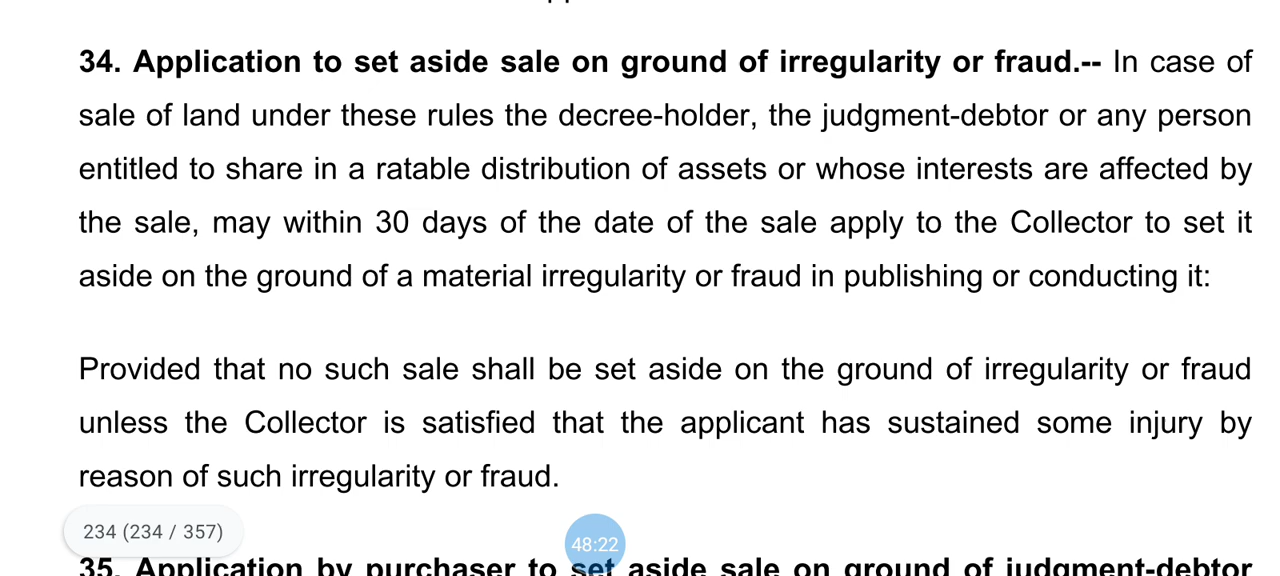 34. Application to set aside sale on ground of irregularity or fraud.-- In case of
sale of land under these rules the decree-holder, the judgment-debtor or any person
entitled to share in a ratable distribution of assets or whose interests are affected by
the sale, may within 30 days of the date of the sale apply to the Collector to set it
aside on the ground of a material irregularity or fraud in publishing or conducting it:
Provided that no such sale shall be set aside on the ground of irregularity or fraud
unless the Collector is satisfied that the applicant has sustained some injury by
reason of such irregularity or fraud.
234 (234 / 357)
48:22
35. Application by purchaser to set aside sale on ground of judgment-debtor